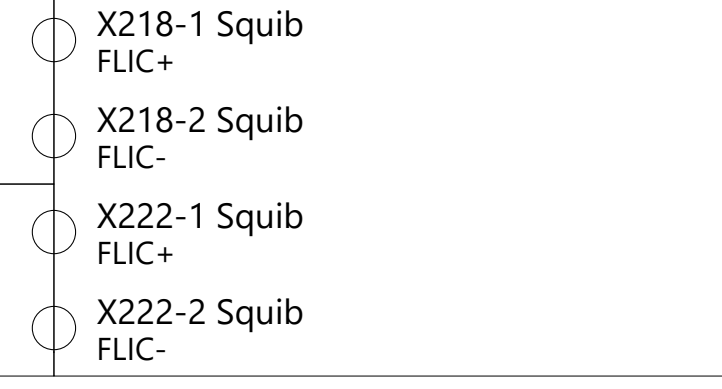 X218-1 Squib
FLIC+
X218-2 Squib
FLIC-
X222-1 Squib
FLIC+
X222-2 Squib
FLIC-